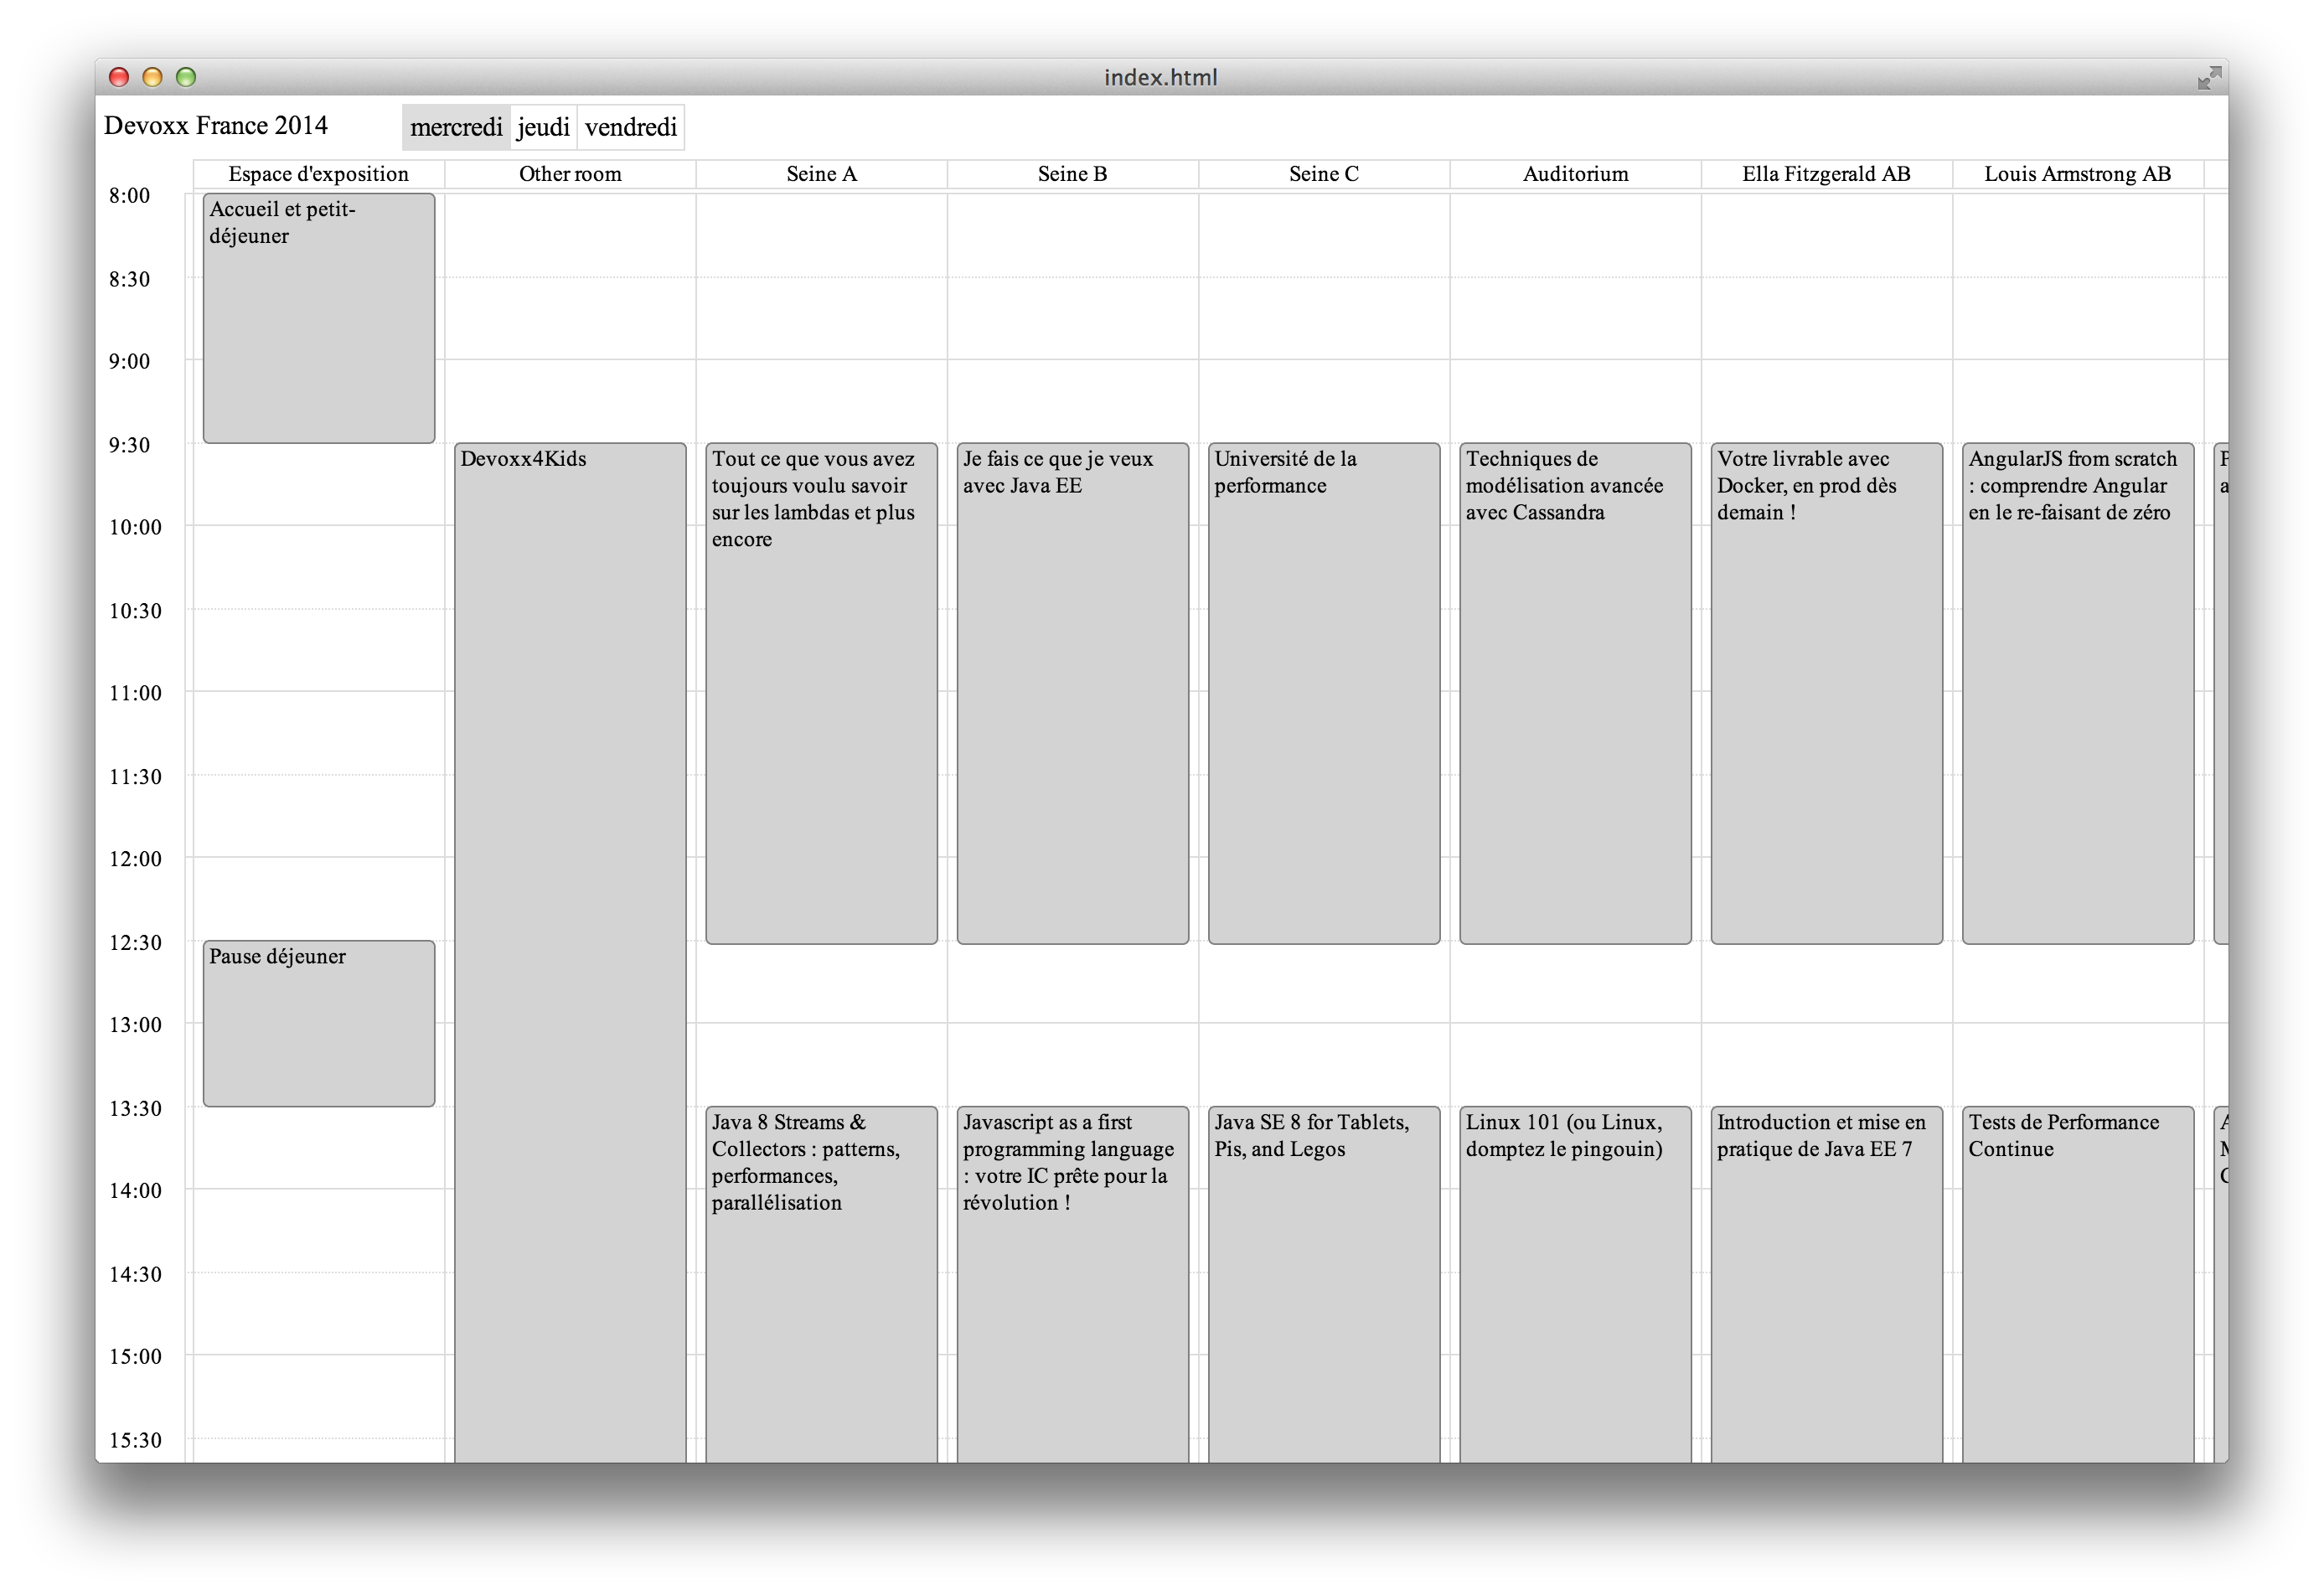 index.html
Devoxx France 2014
mercredi jeudi vendredi
Espace d'exposition Other room Seine A Seine B Seine C Auditorium Ella Fitzgerald AB Louis Armstrong AB
8:00
Accueil et petit-
déjeuner
8:30
9:00
9:30
Devoxx4Kids
Tout ce que vous avez
toujours voulu savoir
sur les lambdas et plus
encore
Je fais ce que je veux
avec Java EE
Université de la
performance
Techniques de
modélisation avancée
avec Cassandra
Votre livrable avec
Docker, en prod dès
demain !
AngularJS from scratch
: comprendre Angular
en le re-faisant de zéro
10:00
10:30
11:00
11:30
12:00
12:30
Pause déjeuner
13:00
13:30
Java 8 Streams &
Collectors : patterns,
performances,
parallélisation
Javascript as a first
programming language
: votre IC prête pour la
révolution !
Java SE 8 for Tablets,
Pis, and Legos
Linux 101 (ou Linux,
domptez le pingouin)
Introduction et mise en
pratique de Java EE 7
Tests de Performance
Continue
14:00
14:30
15:00
15:30